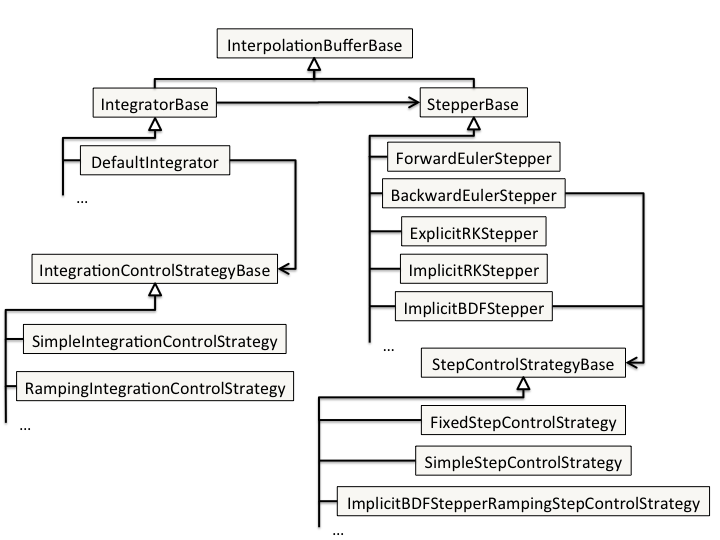 InterpolationBufferBase
IntegratorBase
StepperBase
DefaultIntegrator
...
ForwardEulerStepper
BackwardEulerStepper
ExplicitRKStepper
ImplicitRKStepper
ImplicitBDFStepper
...
IntegrationControlStrategyBase
SimpleIntegrationControlStrategy
RampingIntegrationControlStrategy
...
StepControlStrategyBase
FixedStepControlStrategy
SimpleStepControlStrategy
ImplicitBDFStepperRampingStepControlStrategy
...